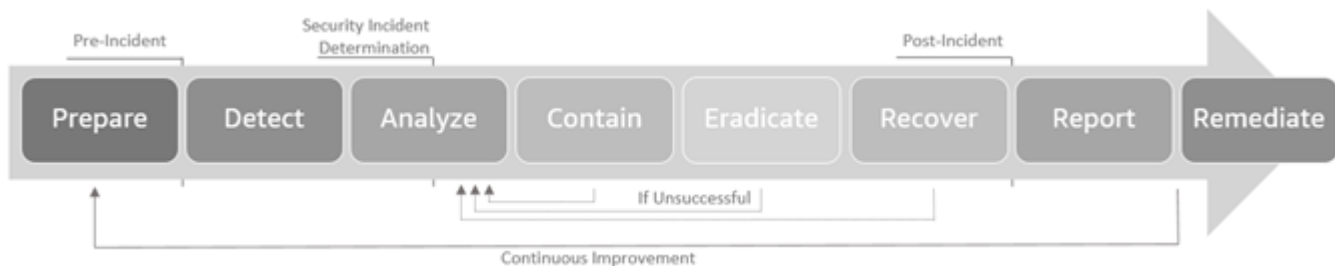 Pre-Incident
Security Incident
Determination
Post-Incident
Prepare
Detect
Analyze
Contain
Eradicate
Recover
Report
Remediate
If Unsuccessful
Continuous Improvement